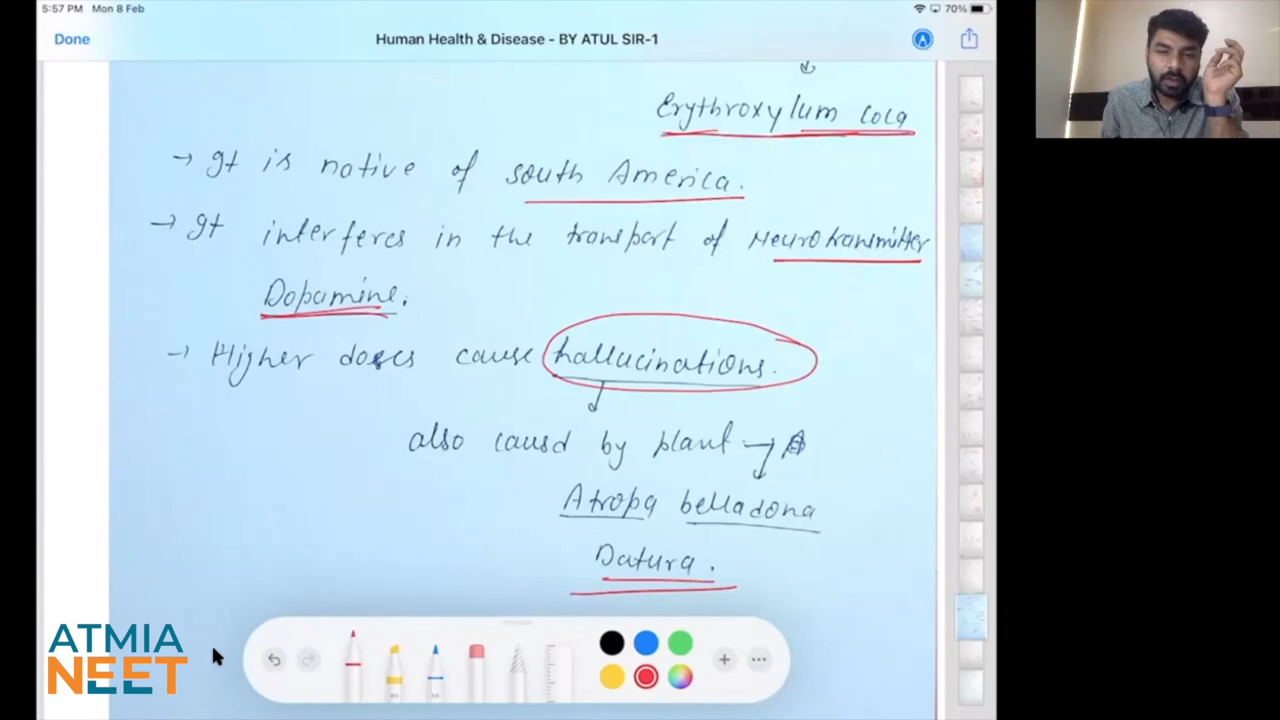 5:57 PM Mon 8 Feb
70%
Done
Human Health & Disease - BY ATUL SIR-1
Erythroxylum coca
→ It is native of south America.
→ It interferes in the transport of Neurotransmitter
Dopamine.
→ Higher doses cause hallucinations.
also causd by plant →
Atropa belladona
Datura.
ATMIA
NEET